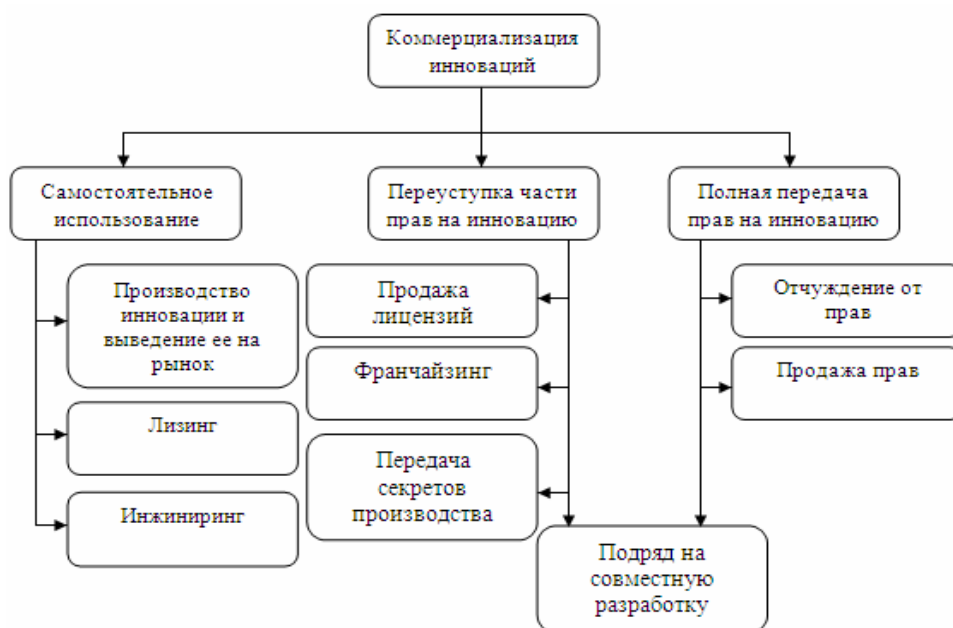 Коммерциализация
инноваций
Самостоятельное
использование
Переуступка части
прав на инновацию
Полная передача
прав на инновацию
Производство
инновации и
выведение ее на
рынок
Лизинг
Инжиниринг
Продажа
лицензий
Франчайзинг
Передача
секретов
производства
Отчуждение от
прав
Продажа прав
Подряд на
совместную
разработку